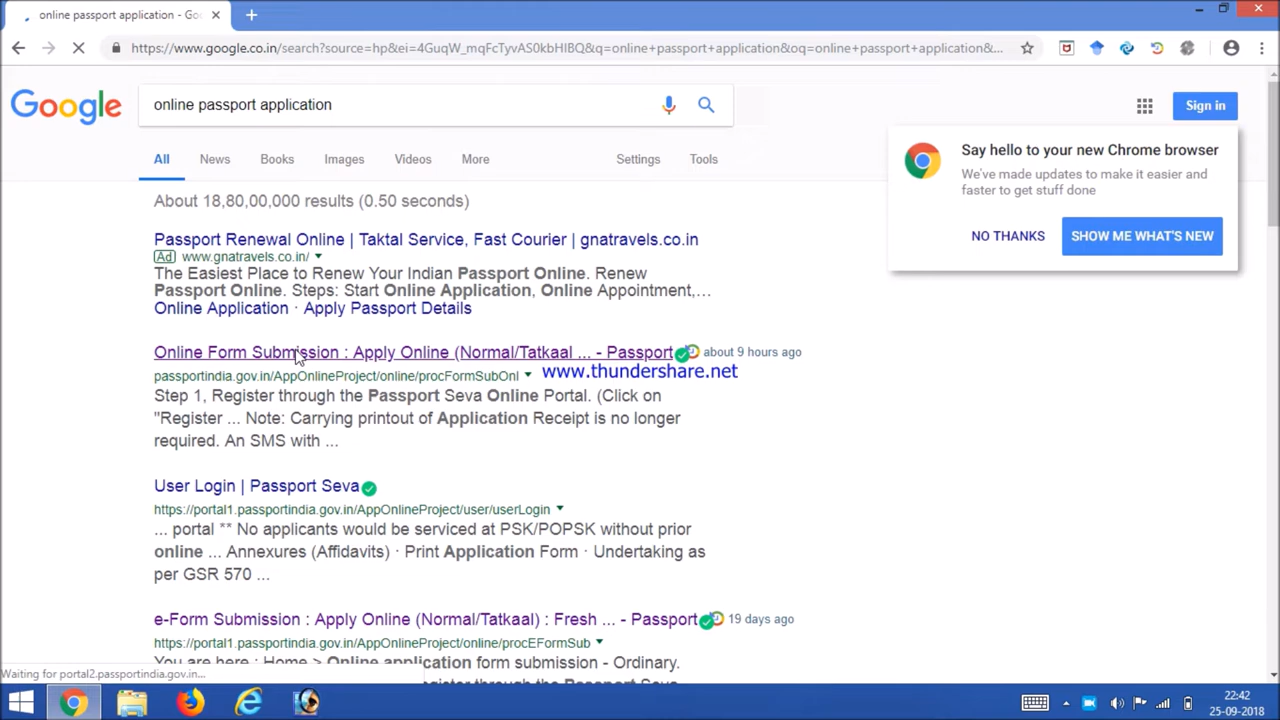 online passport application - Goo
https://www.google.co.in/search?source=hp&ei=4GuqW_mqFcTyvAS0kbHIBQ&q=online+passport+application&oq=online+passport+application&...
Google
online passport application
Sign in
All News Books Images Videos More Settings Tools
Say hello to your new Chrome browser
We've made updates to make it easier and
faster to get stuff done
NO THANKS SHOW ME WHAT'S NEW
About 18,80,00,000 results (0.50 seconds)
Passport Renewal Online | Taktal Service, Fast Courier | gnatravels.co.in
Ad www.gnatravels.co.in/
The Easiest Place to Renew Your Indian Passport Online. Renew
Passport Online. Steps: Start Online Application, Online Appointment,...
Online Application · Apply Passport Details
Online Form Submission : Apply Online (Normal/Tatkaal ... - Passport about 9 hours ago
passportindia.gov.in/AppOnlineProject/online/procFormSubOnl
www.thundershare.net
Step 1, Register through the Passport Seva Online Portal. (Click on
"Register ... Note: Carrying printout of Application Receipt is no longer
required. An SMS with ...
User Login | Passport Seva
https://portal1.passportindia.gov.in/AppOnlineProject/user/userLogin
... portal ** No applicants would be serviced at PSK/POPSK without prior
online ... Annexures (Affidavits) · Print Application Form · Undertaking as
per GSR 570 ...
e-Form Submission : Apply Online (Normal/Tatkaal) : Fresh ... - Passport 19 days ago
https://portal1.passportindia.gov.in/AppOnlineProject/online/procEFormSub
You are here : Home > Online application form submission - Ordinary.
Waiting for portal2.passportindia.gov.in...
22:42
25-09-2018